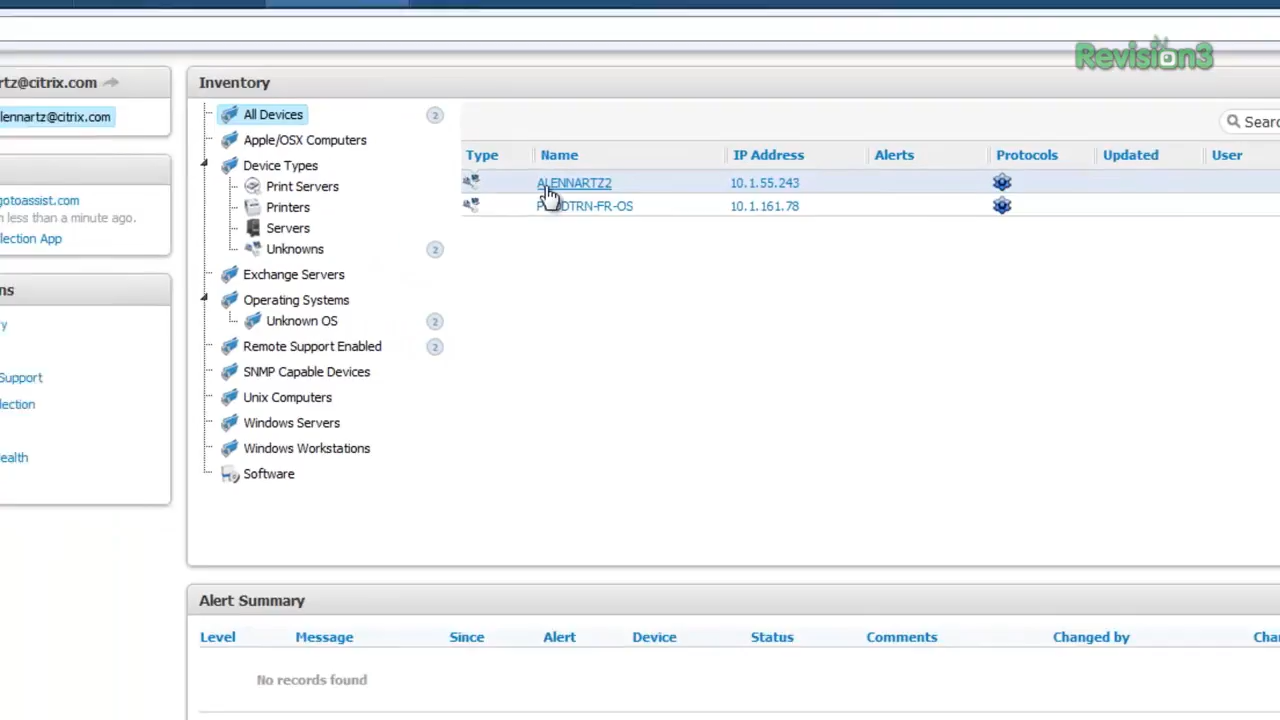 Revision3
rtz@citrix.com
lennartz@citrix.com
gotoassist.com
n less than a minute ago.
lection App
ns
y
Support
lection
ealth
Inventory
All Devices 2
Apple/OSX Computers
Device Types
Print Servers
Printers
Servers
Unknowns 2
Exchange Servers
Operating Systems
Unknown OS 2
Remote Support Enabled 2
SNMP Capable Devices
Unix Computers
Windows Servers
Windows Workstations
Software
Searc
Type Name IP Address Alerts Protocols Updated User
ALENNARTZ2 10.1.55.243
DTRN-FR-OS 10.1.161.78
Alert Summary
Level Message Since Alert Device Status Comments Changed by Cha
No records found